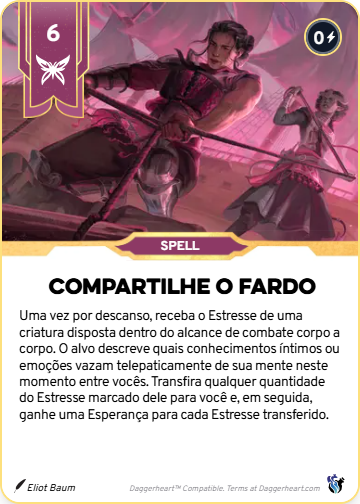 6
0
SPELL
COMPARTILHE O FARDO
Uma vez por descanso, receba o Estresse de uma
criatura disposta dentro do alcance de combate corpo a
corpo. O alvo descreve quais conhecimentos íntimos ou
emoções vazam telepaticamente de sua mente neste
momento entre vocês. Transfira qualquer quantidade
do Estresse marcado dele para você e, em seguida,
ganhe uma Esperança para cada Estresse transferido.
Eliot Baum
Daggerheart™ Compatible. Terms at Daggerheart.com